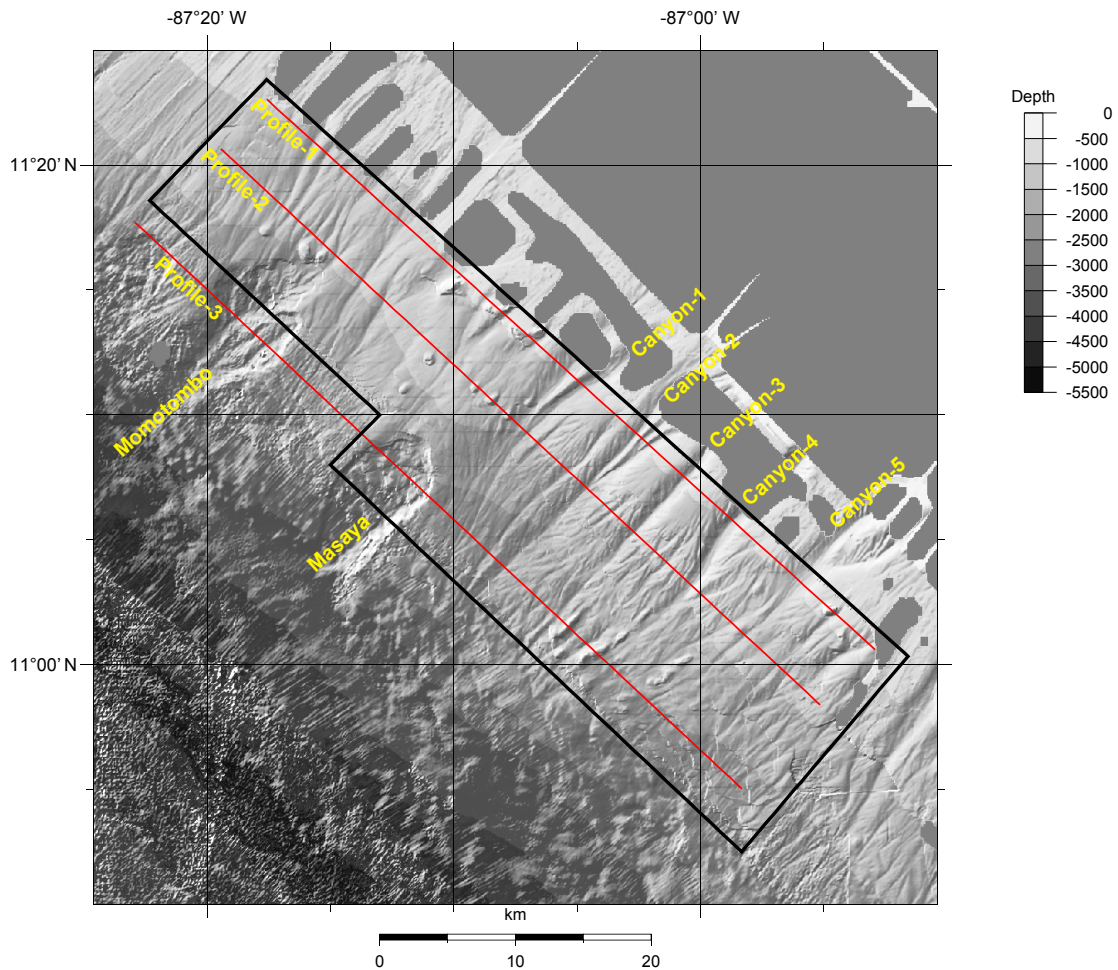 -87°20' W
-87°00' W
11°20' N
11°00' N
Profile-1
Profile-2
Profile-3
Canyon-1
Canyon-2
Canyon-3
Canyon-4
Canyon-5
Momotombo
Masaya
Depth
0
-500
-1000
-1500
-2000
-2500
-3000
-3500
-4000
-4500
-5000
-5500
km
0
10
20